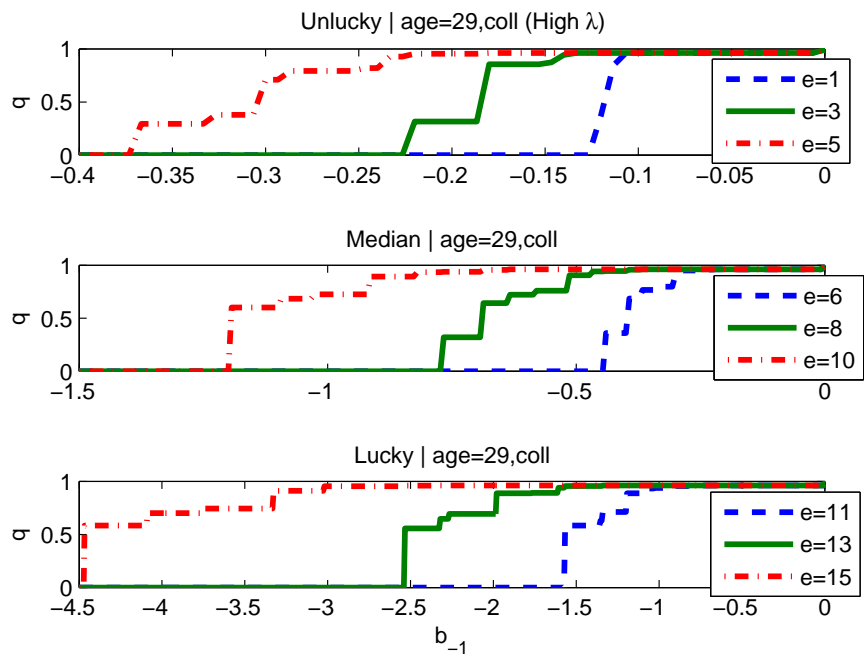 Unlucky | age=29,coll (High λ)
1
0.5
0
q
−0.4 −0.35 −0.3 −0.25 −0.2 −0.15 −0.1 −0.05 0
e=1
e=3
e=5
Median | age=29,coll
1
0.5
0
q
−1.5 −1 −0.5 0
e=6
e=8
e=10
Lucky | age=29,coll
1
0.5
0
q
−4.5 −4 −3.5 −3 −2.5 −2 −1.5 −1 −0.5 0
b−1
e=11
e=13
e=15